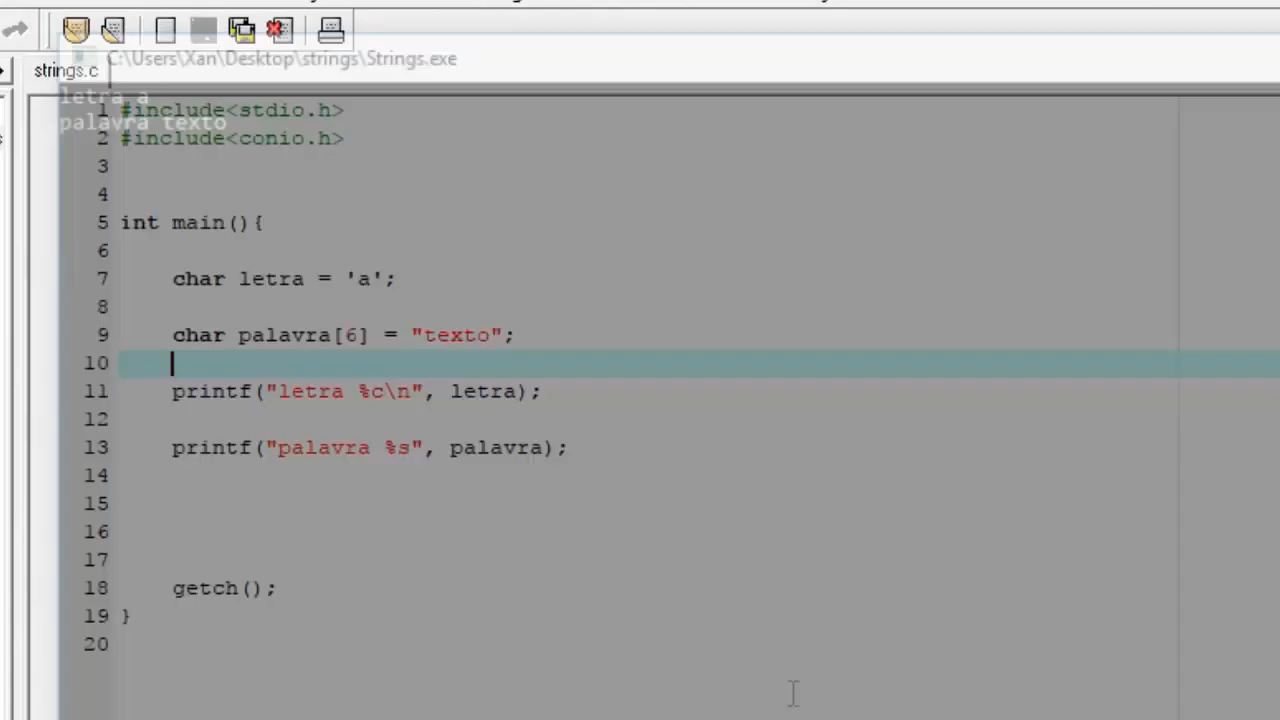 C:\Users\Xan\Desktop\strings\Strings.exe
strings.c
letra a
palavra texto
1 #include<stdio.h>
2 #include<conio.h>
3
4
5 int main(){
6
7 char letra = 'a';
8
9 char palavra[6] = "texto";
10
11 printf("letra %c\n", letra);
12
13 printf("palavra %s", palavra);
14
15
16
17
18 getch();
19 }
20